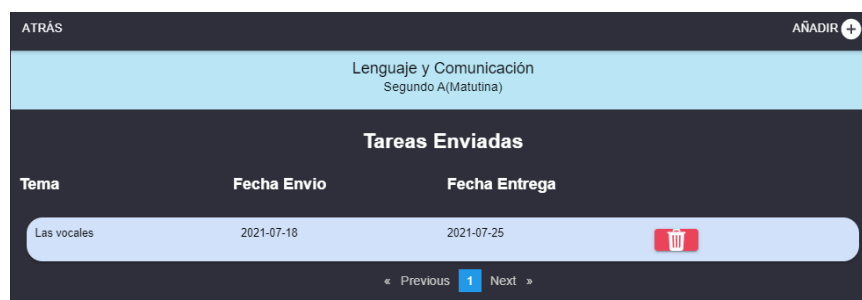 ATRÁS AÑADIR
Lenguaje y Comunicación
Segundo A(Matutina)
Tareas Enviadas
Tema Fecha Envio Fecha Entrega
Las vocales 2021-07-18 2021-07-25
« Previous 1 Next »